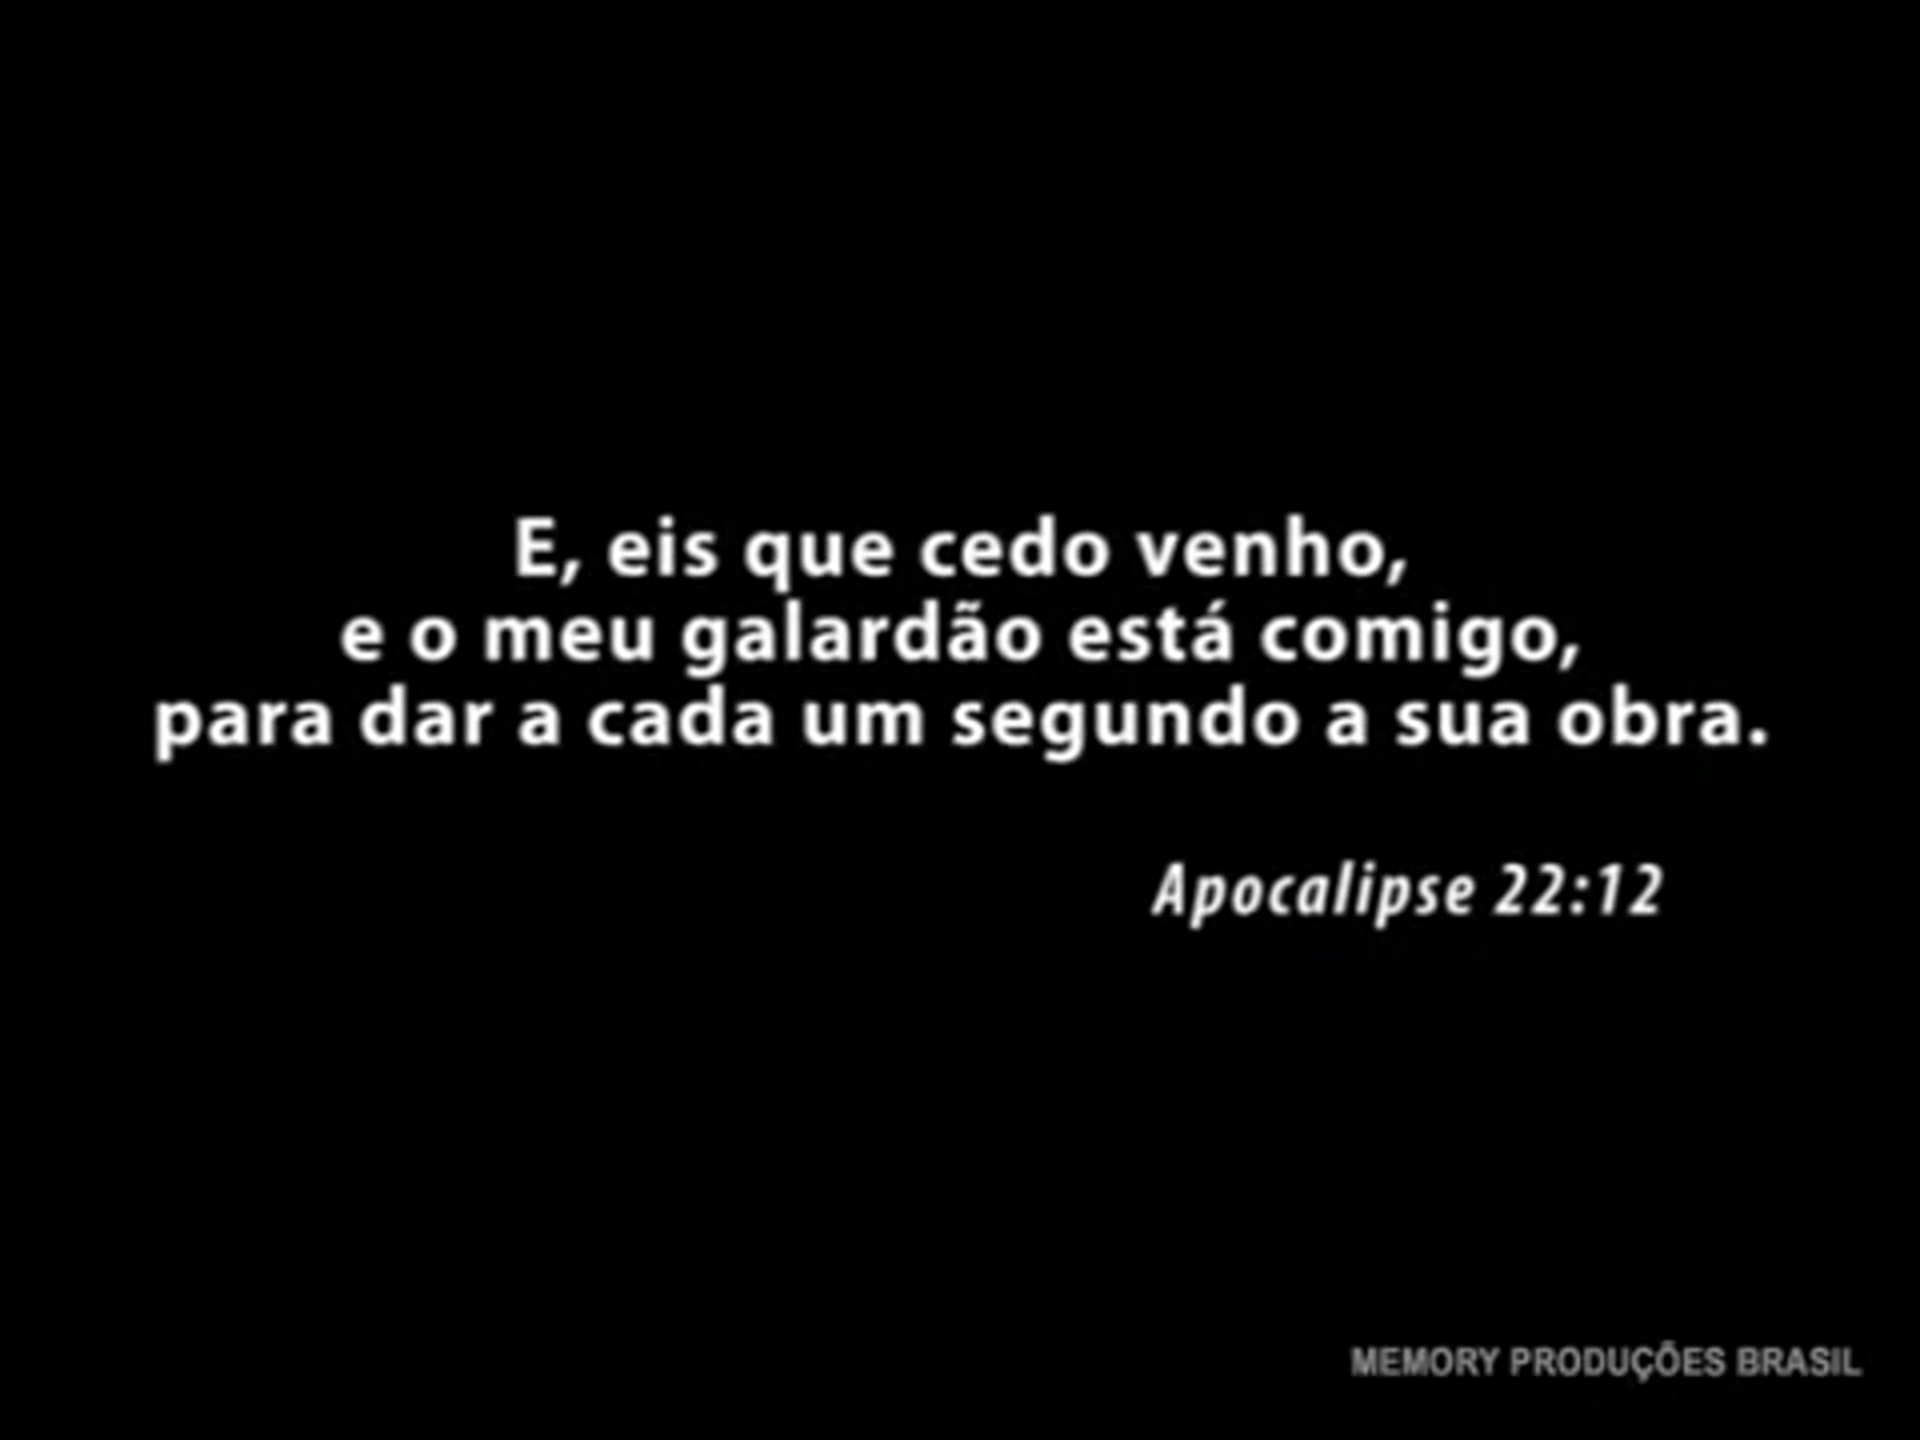 E, eis que cedo venho,
e o meu galardão está comigo,
para dar a cada um segundo a sua obra.
Apocalipse 22:12
MEMORY PRODUÇÕES BRASIL